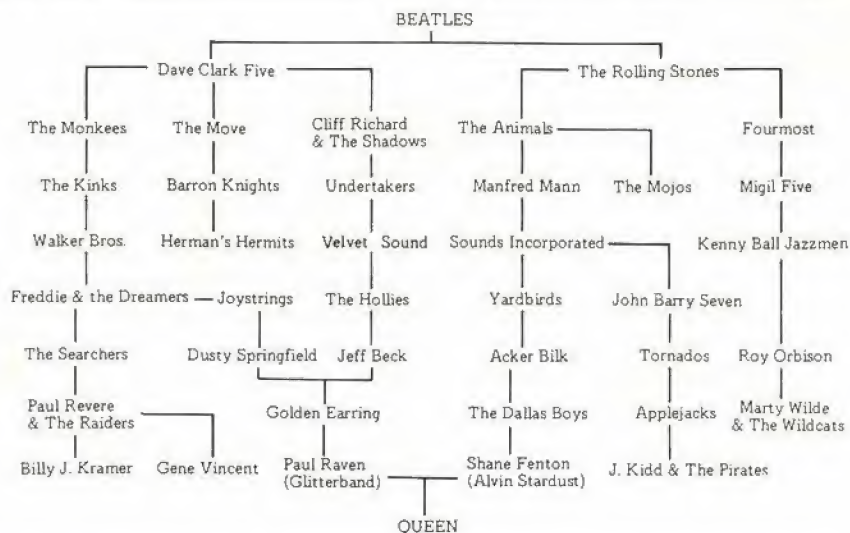 BEATLES
Dave Clark Five
The Rolling Stones
The Monkees
The Move
Cliff Richard
& The Shadows
The Animals
Fourmost
The Kinks
Barron Knights
Undertakers
Manfred Mann
The Mojos
Migil Five
Walker Bros.
Herman's Hermits
Velvet Sound
Sounds Incorporated
Kenny Ball Jazzmen
Freddie & the Dreamers
Joystrings
The Hollies
Yardbirds
John Barry Seven
The Searchers
Dusty Springfield
Jeff Beck
Acker Bilk
Tornados
Roy Orbison
Paul Revere
& The Raiders
Golden Earring
The Dallas Boys
Applejacks
Marty Wilde
& The Wildcats
Billy J. Kramer
Gene Vincent
Paul Raven
(Glitterband)
Shane Fenton
(Alvin Stardust)
J. Kidd & The Pirates
QUEEN